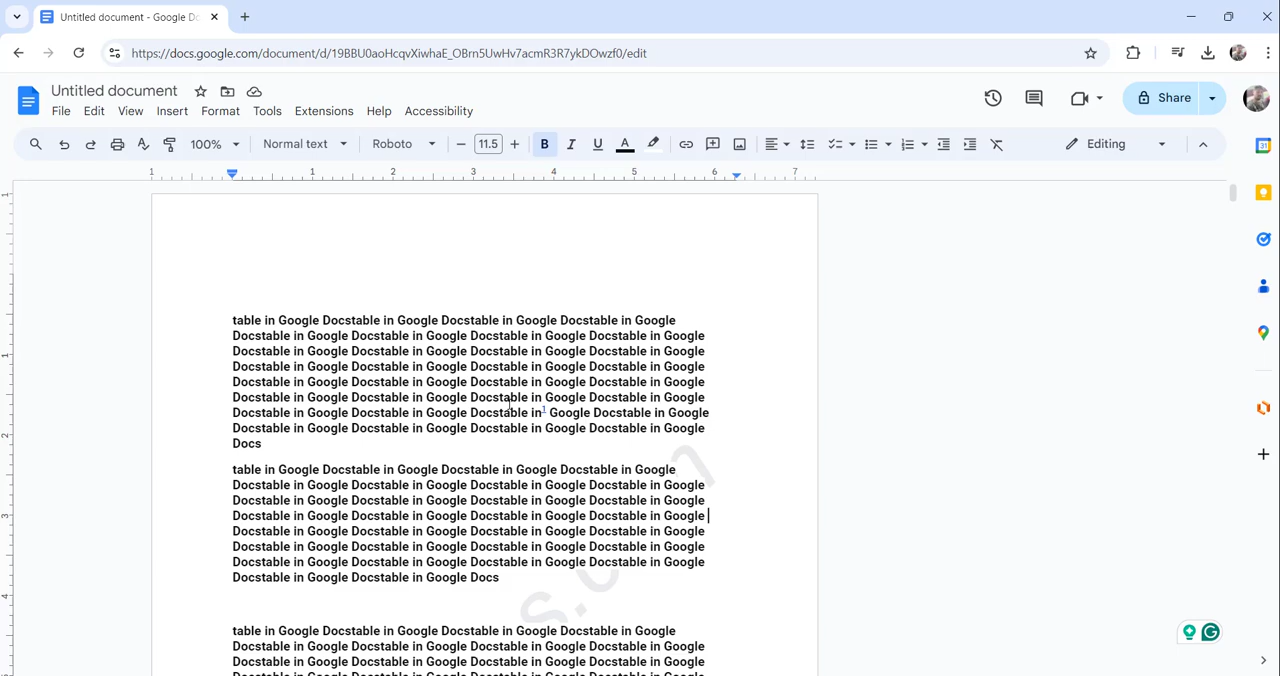 Untitled document - Google Do
https://docs.google.com/document/d/19BBU0aoHcqvXiwhaE_OBrn5UwHv7acmR3R7ykDOwzf0/edit
Untitled document
File Edit View Insert Format Tools Extensions Help Accessibility
Share
100% Normal text Roboto 11.5 B I U A Editing
1 1 2 3 4 5 6 7
table in Google Docstable in Google Docstable in Google Docstable in Google
Docstable in Google Docstable in Google Docstable in Google Docstable in Google
Docstable in Google Docstable in Google Docstable in Google Docstable in Google
Docstable in Google Docstable in Google Docstable in Google Docstable in Google
Docstable in Google Docstable in Google Docstable in Google Docstable in Google
Docstable in Google Docstable in Google Docstable in Google Docstable in Google
Docstable in Google Docstable in Google Docstable in1 Google Docstable in Google
Docstable in Google Docstable in Google Docstable in Google Docstable in Google
Docs
table in Google Docstable in Google Docstable in Google Docstable in Google
Docstable in Google Docstable in Google Docstable in Google Docstable in Google
Docstable in Google Docstable in Google Docstable in Google Docstable in Google
Docstable in Google Docstable in Google Docstable in Google Docstable in Google
Docstable in Google Docstable in Google Docstable in Google Docstable in Google
Docstable in Google Docstable in Google Docstable in Google Docstable in Google
Docstable in Google Docstable in Google Docstable in Google Docstable in Google
Docstable in Google Docstable in Google Docs
table in Google Docstable in Google Docstable in Google Docstable in Google
Docstable in Google Docstable in Google Docstable in Google Docstable in Google
Docstable in Google Docstable in Google Docstable in Google Docstable in Google